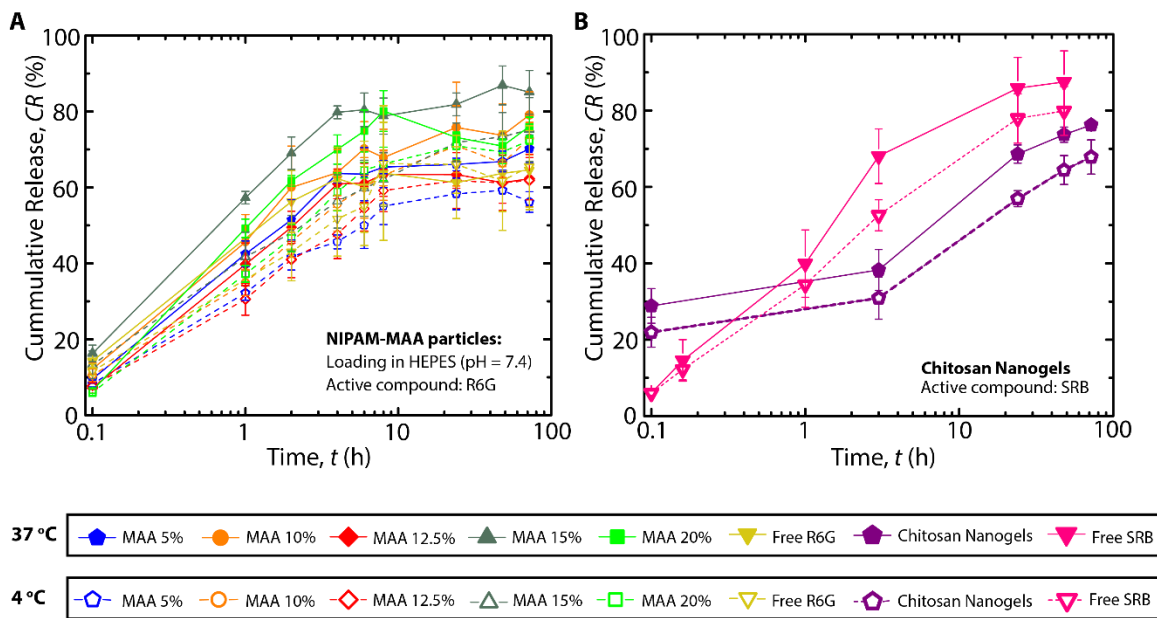 A
B
100
80
60
40
20
0
Cummulative Release, CR (%)
NIPAM-MAA particles:
Loading in HEPES (pH = 7.4)
Active compound: R6G
0.1 1 10 100
Time, t (h)
100
80
60
40
20
0
Cummulative Release, CR (%)
Chitosan Nanogels
Active compound: SRB
0.1 1 10 100
Time, t (h)
37 °C MAA 5% MAA 10% MAA 12.5% MAA 15% MAA 20% Free R6G Chitosan Nanogels Free SRB
4 °C MAA 5% MAA 10% MAA 12.5% MAA 15% MAA 20% Free R6G Chitosan Nanogels Free SRB